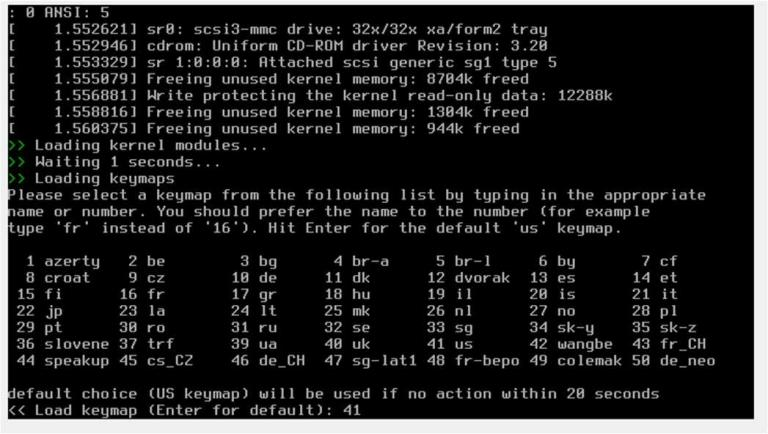 : 0 ANSI: 5
[    1.552621] sr0: scsi3-mmc drive: 32x/32x xa/form2 tray
[    1.552946] cdrom: Uniform CD-ROM driver Revision: 3.20
[    1.553329] sr 1:0:0:0: Attached scsi generic sg1 type 5
[    1.555079] Freeing unused kernel memory: 8704k freed
[    1.556881] Write protecting the kernel read-only data: 12288k
[    1.558816] Freeing unused kernel memory: 1304k freed
[    1.560375] Freeing unused kernel memory: 944k freed
>> Loading kernel modules...
>> Waiting 1 seconds...
>> Loading keymaps
Please select a keymap from the following list by typing in the appropriate
name or number. You should prefer the name to the number (for example
type 'fr' instead of '16'). Hit Enter for the default 'us' keymap.
1 azerty 2 be 3 bg 4 br-a 5 br-l 6 by 7 cf
8 croat 9 cz 10 de 11 dk 12 dvorak 13 es 14 et
15 fi 16 fr 17 gr 18 hu 19 il 20 is 21 it
22 jp 23 la 24 lt 25 mk 26 nl 27 no 28 pl
29 pt 30 ro 31 ru 32 se 33 sg 34 sk-y 35 sk-z
36 slovene 37 trf 39 ua 40 uk 41 us 42 wangbe 43 fr_CH
44 speakup 45 cs_CZ 46 de_CH 47 sg-lat1 48 fr-bepo 49 colemak 50 de_neo
default choice (US keymap) will be used if no action within 20 seconds
<< Load keymap (Enter for default): 41